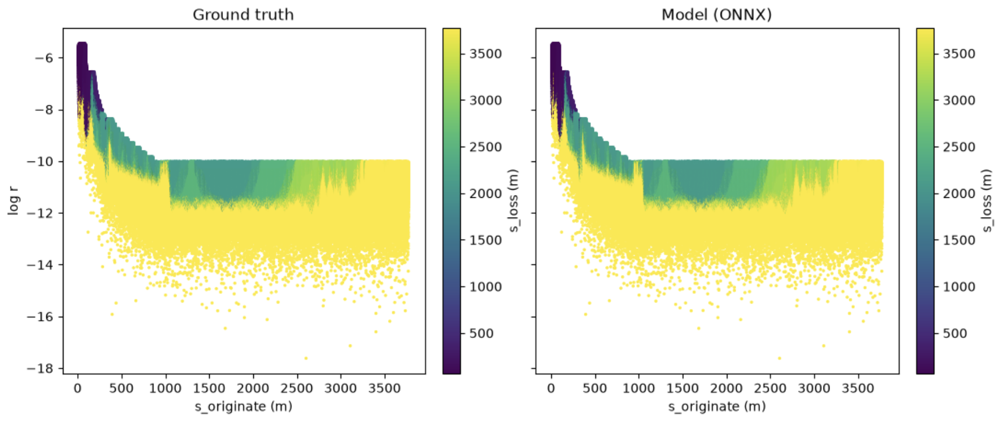 Ground truth
Model (ONNX)
log r
−6
−8
−10
−12
−14
−16
−18
0 500 1000 1500 2000 2500 3000 3500
s_originate (m)
3500
3000
2500
2000
1500
1000
500
s_loss (m)
0 500 1000 1500 2000 2500 3000 3500
s_originate (m)
3500
3000
2500
2000
1500
1000
500
s_loss (m)